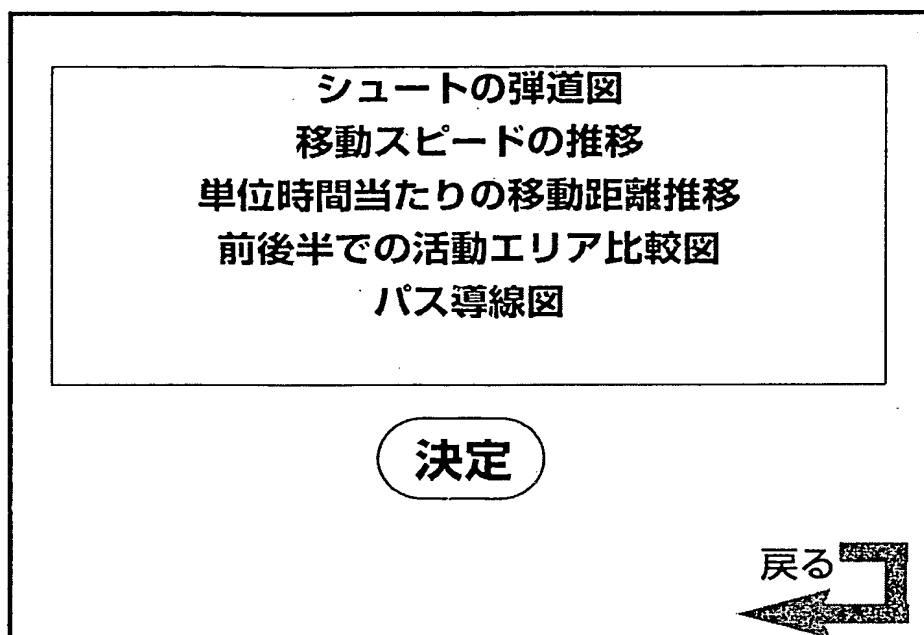 シュートの弾道図
移動スピードの推移
単位時間当たりの移動距離推移
前後半での活動エリア比較図
パス導線図
決定
戻る